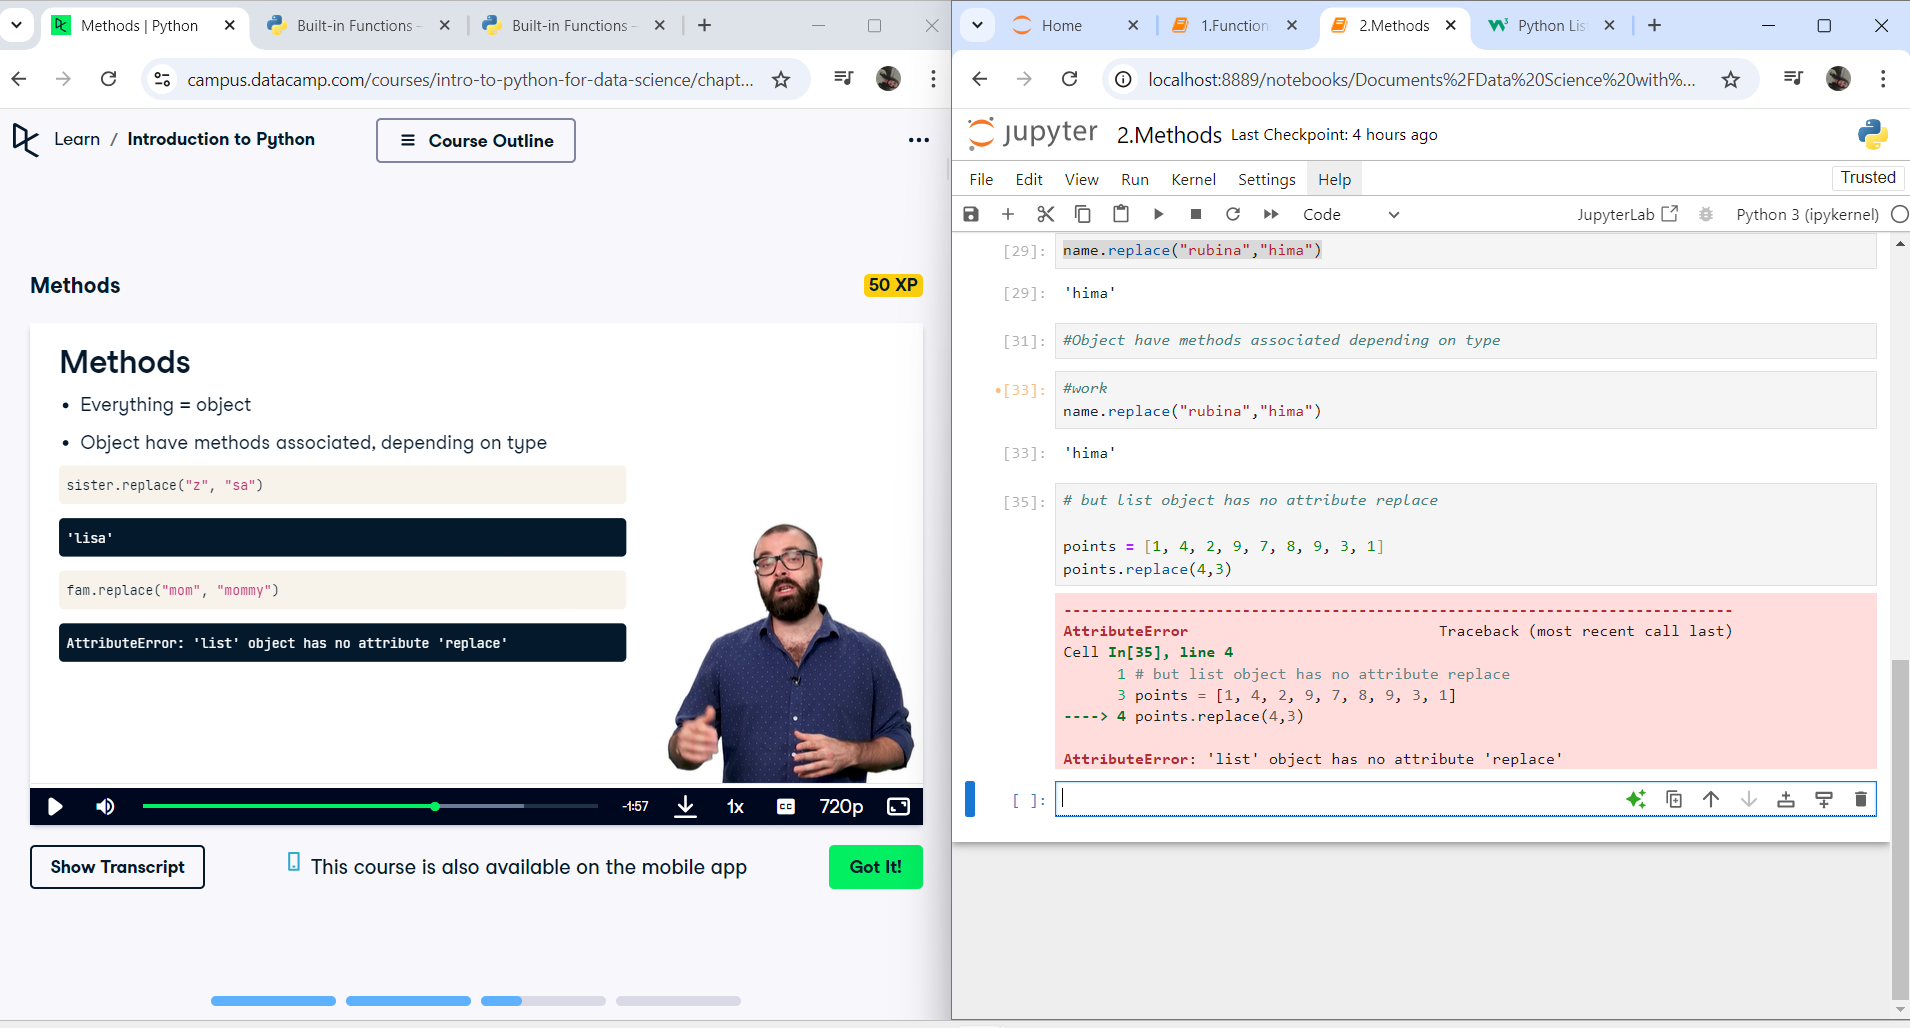 Methods | Python
Built-in Functions –
Built-in Functions –
campus.datacamp.com/courses/intro-to-python-for-data-science/chapt...
Learn / Introduction to Python
Course Outline
Methods
50 XP
Methods
• Everything = object
• Object have methods associated, depending on type
sister.replace("z", "sa")
'lisa'
fam.replace("mom", "mommy")
AttributeError: 'list' object has no attribute 'replace'
-1:57
1x
CC
720p
Show Transcript
This course is also available on the mobile app
Got It!
Home
1.Function
2.Methods
Python Lis
localhost:8889/notebooks/Documents%2FData%20Science%20with%...
jupyter 2.Methods Last Checkpoint: 4 hours ago
File Edit View Run Kernel Settings Help
Trusted
Code
JupyterLab
Python 3 (ipykernel)
[29]: name.replace("rubina","hima")
[29]: 'hima'
[31]: #Object have methods associated depending on type
[33]: #work
name.replace("rubina","hima")
[33]: 'hima'
[35]: # but list object has no attribute replace
points = [1, 4, 2, 9, 7, 8, 9, 3, 1]
points.replace(4,3)
---------------------------------------------------------------------------
AttributeError Traceback (most recent call last)
Cell In[35], line 4
1 # but list object has no attribute replace
3 points = [1, 4, 2, 9, 7, 8, 9, 3, 1]
----> 4 points.replace(4,3)
AttributeError: 'list' object has no attribute 'replace'
[ ]: